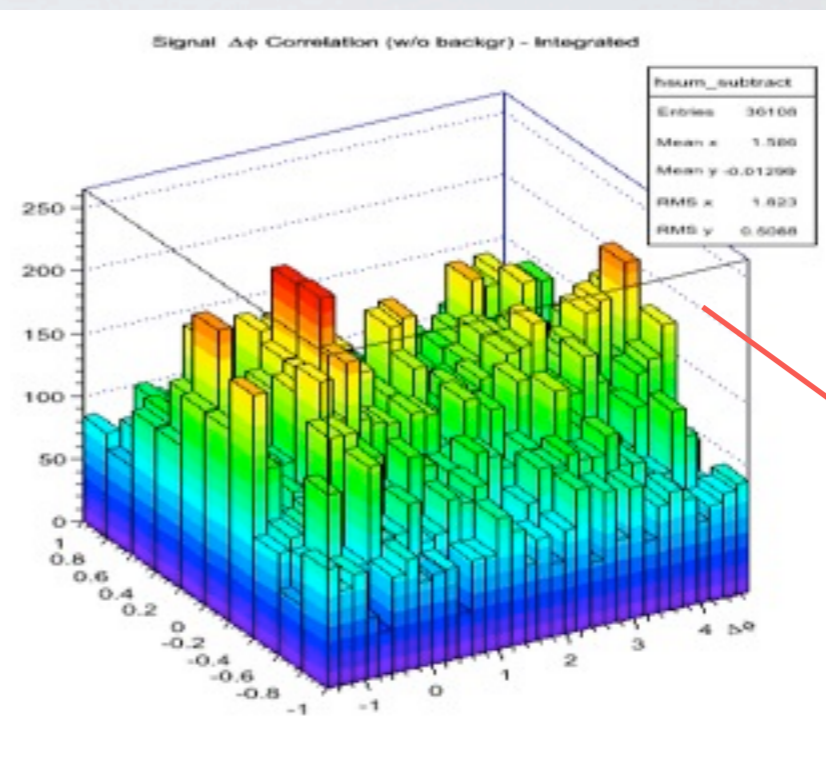 Signal Δφ Correlation (w/o backgr) - Integrated
hsum_subtract
Entries 36108
Mean x 1.586
Mean y -0.01299
RMS x 1.823
RMS y 0.5068
250
200
150
100
50
0
1
0.8
0.6
0.4
0.2
0
-0.2
-0.4
-0.6
-0.8
-1
-1
0
1
2
3
4
Δφ